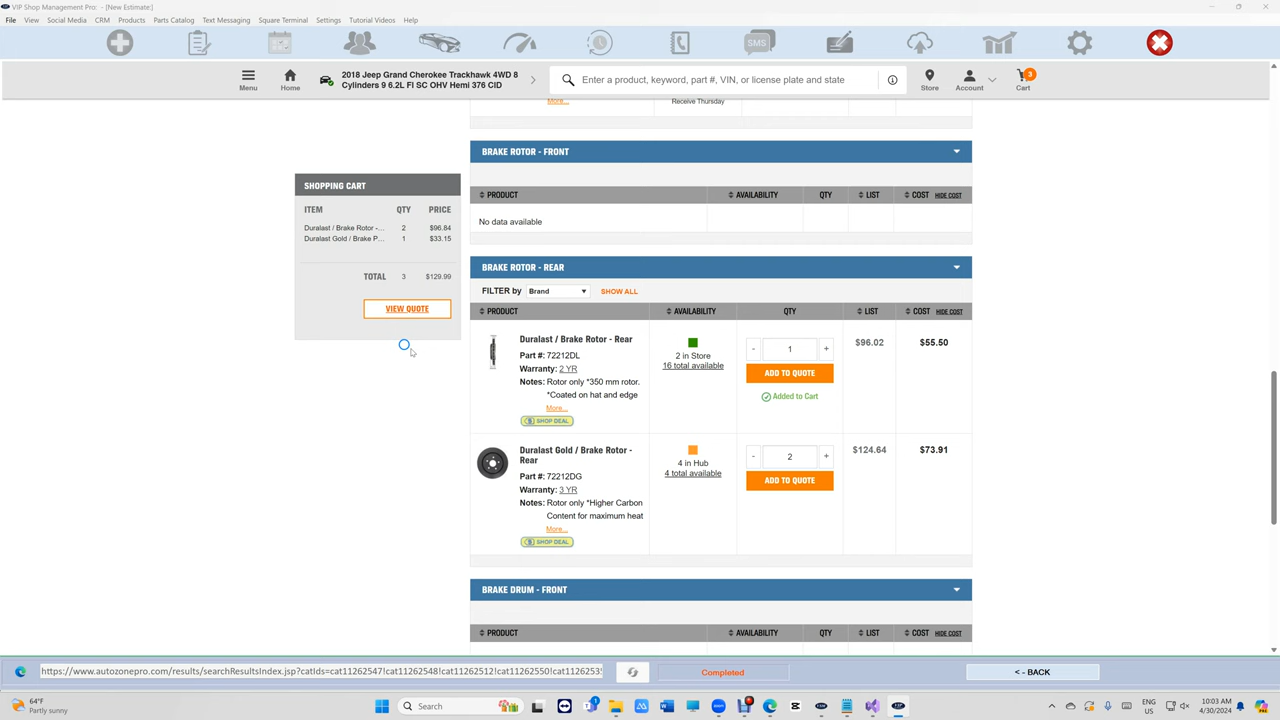 VIP Shop Management Pro: - [New Estimate:]
File View Social Media CRM Products Parts Catalog Text Messaging Square Terminal Settings Tutorial Videos Help
SMS
Menu
Home
2018 Jeep Grand Cherokee Trackhawk 4WD 8
Cylinders 9 6.2L FI SC OHV Hemi 376 CID
Enter a product, keyword, part #, VIN, or license plate and state
Store
Account
3
Cart
More...
Receive Thursday
BRAKE ROTOR - FRONT
PRODUCT AVAILABILITY QTY LIST COST HIDE COST
No data available
SHOPPING CART
ITEM QTY PRICE
Duralast / Brake Rotor -... 2 $96.84
Duralast Gold / Brake P... 1 $33.15
TOTAL 3 $129.99
VIEW QUOTE
BRAKE ROTOR - REAR
FILTER by Brand SHOW ALL
PRODUCT AVAILABILITY QTY LIST COST HIDE COST
Duralast / Brake Rotor - Rear
Part #: 72212DL
Warranty: 2 YR
Notes: Rotor only *350 mm rotor.
*Coated on hat and edge
More...
SHOP DEAL
2 in Store
16 total available
- 1 +
ADD TO QUOTE
Added to Cart
$96.02
$55.50
Duralast Gold / Brake Rotor -
Rear
Part #: 72212DG
Warranty: 3 YR
Notes: Rotor only *Higher Carbon
Content for maximum heat
More...
SHOP DEAL
4 in Hub
4 total available
- 2 +
ADD TO QUOTE
$124.64
$73.91
BRAKE DRUM - FRONT
PRODUCT AVAILABILITY QTY LIST COST HIDE COST
https://www.autozonepro.com/results/searchResultsIndex.jsp?catIds=cat11262547!cat11262548!cat11262512!cat11262550!cat1126253
Completed
< - BACK
64°F
Partly sunny
Search
ENG
US
10:03 AM
4/30/2024